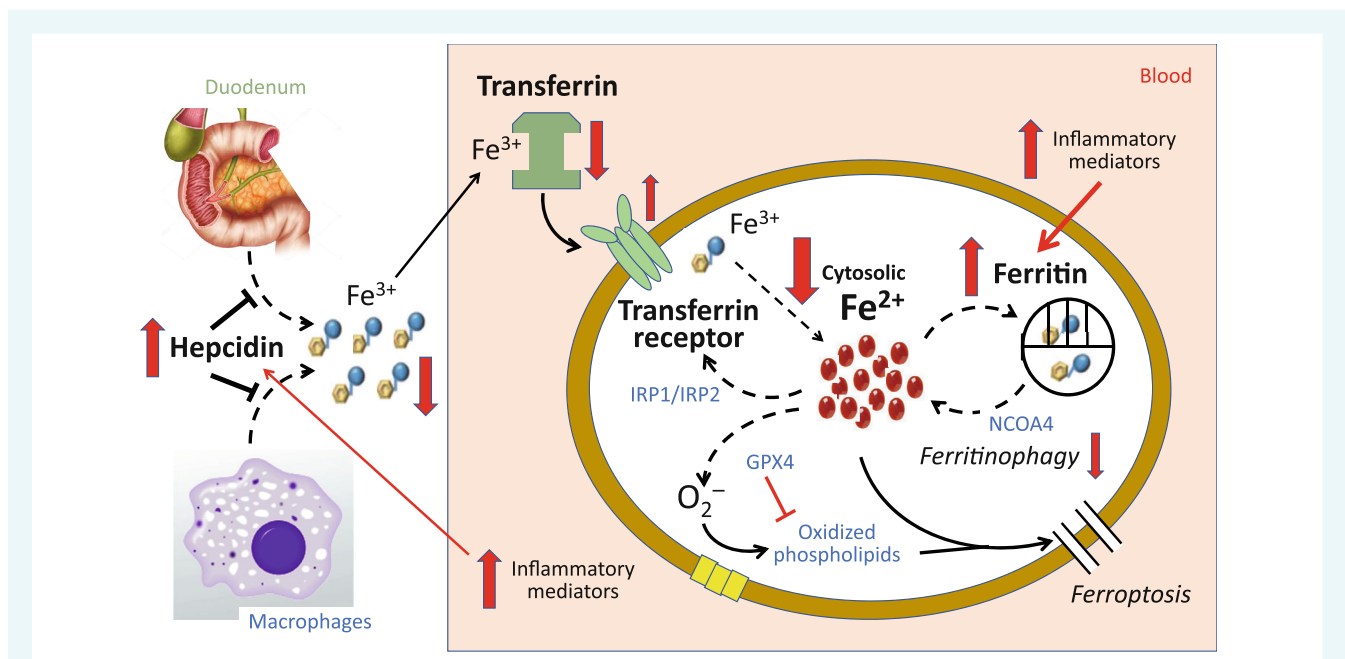 Duodenum
Transferrin
Blood
Fe³⁺
Inflammatory
mediators
Fe³⁺
Cytosolic
Fe²⁺
Ferritin
Fe³⁺
Transferrin
receptor
Hepcidin
IRP1/IRP2
NCOA4
Ferritinophagy
GPX4
O₂⁻
Oxidized
phospholipids
Inflammatory
mediators
Ferroptosis
Macrophages